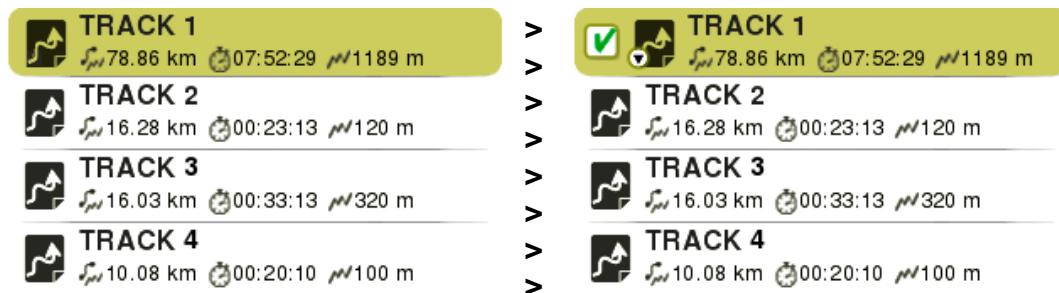 TRACK 1
78.86 km 07:52:29 1189 m
TRACK 2
16.28 km 00:23:13 120 m
TRACK 3
16.03 km 00:33:13 320 m
TRACK 4
10.08 km 00:20:10 100 m
>
>
>
>
>
>
>
>
TRACK 1
78.86 km 07:52:29 1189 m
TRACK 2
16.28 km 00:23:13 120 m
TRACK 3
16.03 km 00:33:13 320 m
TRACK 4
10.08 km 00:20:10 100 m